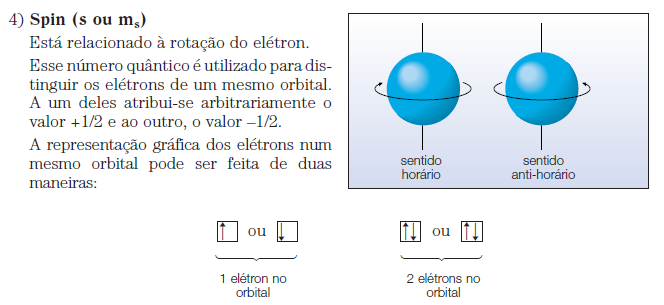 4) Spin (s ou ms)
Está relacionado à rotação do elétron.
Esse número quântico é utilizado para dis-
tinguir os elétrons de um mesmo orbital.
A um deles atribui-se arbitrariamente o
valor +1/2 e ao outro, o valor –1/2.
A representação gráfica dos elétrons num
mesmo orbital pode ser feita de duas
maneiras:
sentido
horário
sentido
anti-horário
ou
1 elétron no
orbital
ou
2 elétrons no
orbital